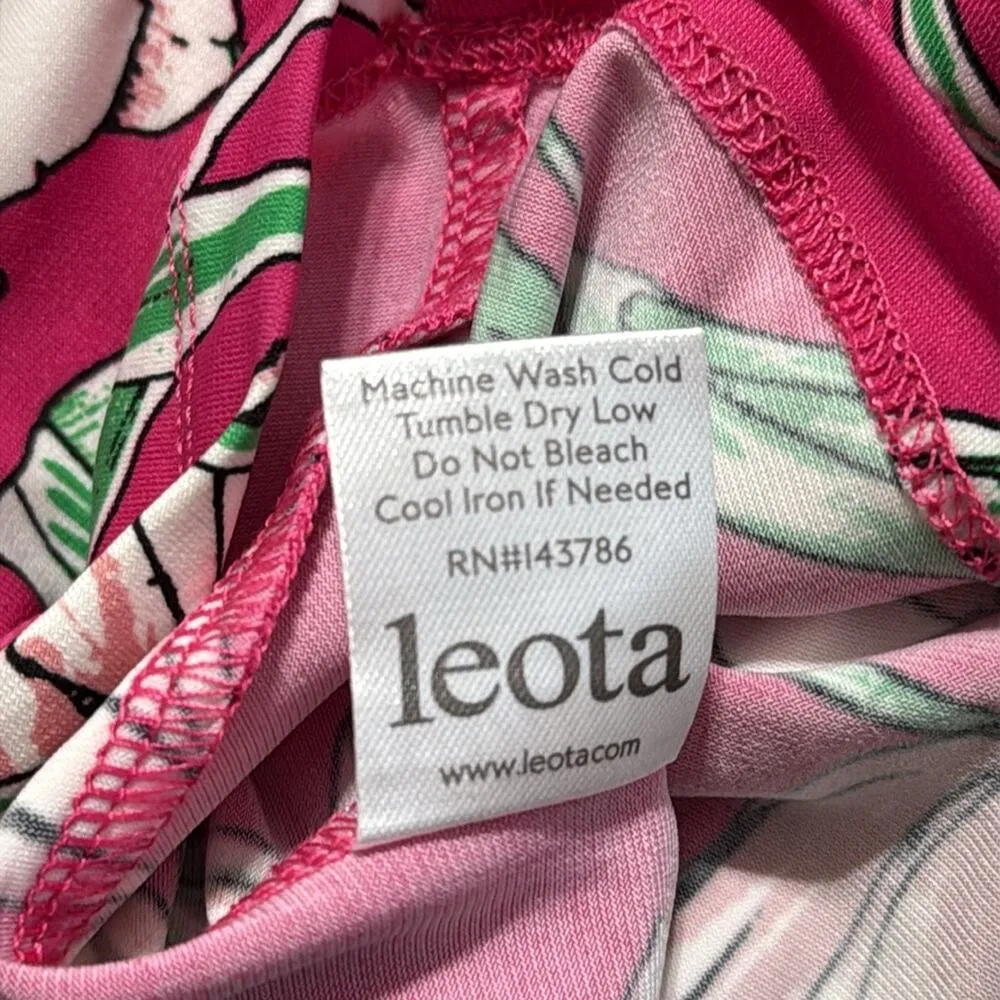 Machine Wash Cold
Tumble Dry Low
Do Not Bleach
Cool Iron If Needed
RN#143786
leota
www.leota.com